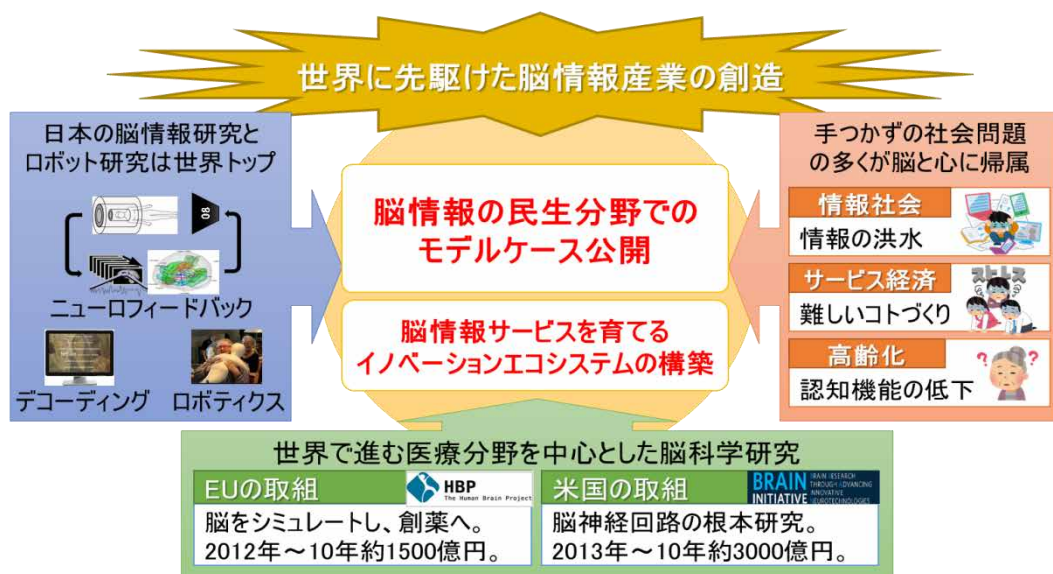 世界に先駆けた脳情報産業の創造
日本の脳情報研究と
ロボット研究は世界トップ
80
ニューロフィードバック
デコーディング
ロボティクス
脳情報の民生分野での
モデルケース公開
脳情報サービスを育てる
イノベーションエコシステムの構築
手つかずの社会問題
の多くが脳と心に帰属
情報社会
情報の洪水
サービス経済
ストレス
難しいコトづくり
高齢化
? ?
認知機能の低下
世界で進む医療分野を中心とした脳科学研究
EUの取組
HBP
The Human Brain Project
脳をシミュレートし、創薬へ。
2012年～10年約1500億円。
米国の取組
BRAIN
INITIATIVE
BRAIN RESEARCH
THROUGH ADVANCING
INNOVATIVE
NEUROTECHNOLOGIES
脳神経回路の根本研究。
2013年～10年約3000億円。